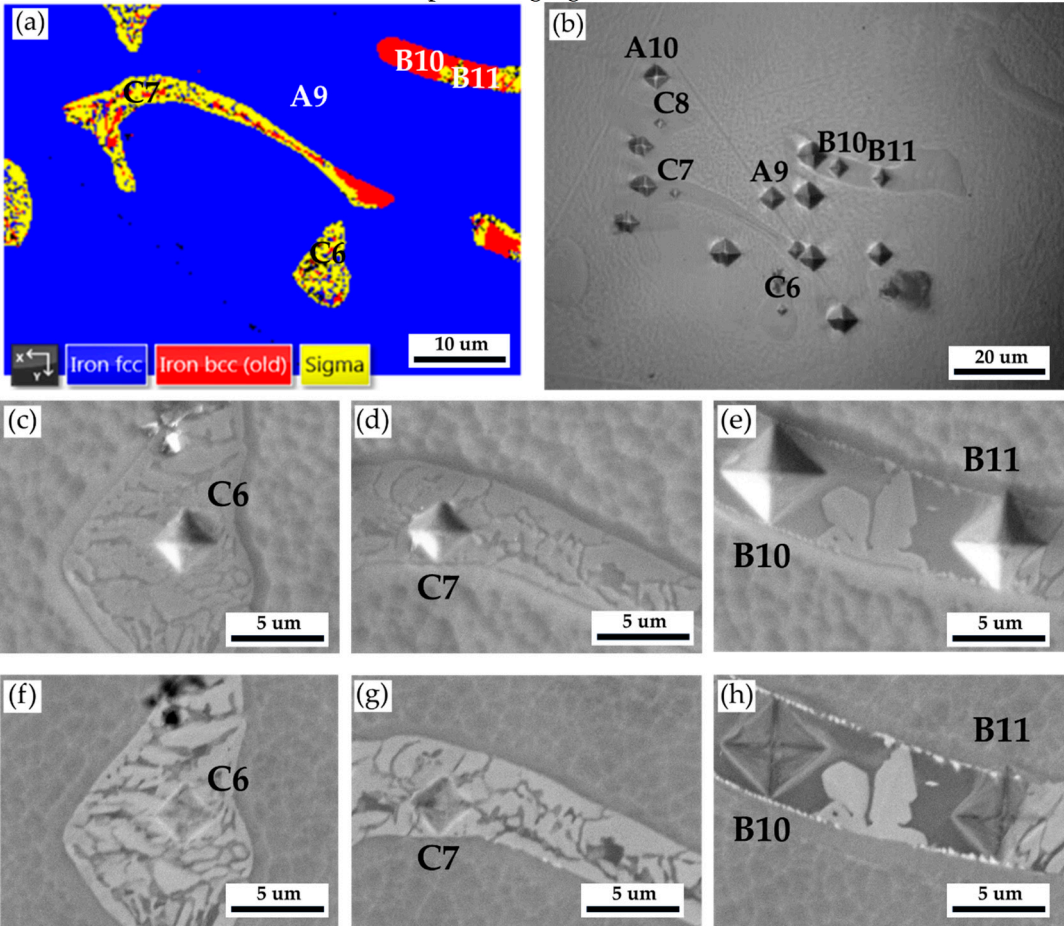 (a)
B10
B11
C7
A9
C6
10 um
X
Y
Iron fcc
Iron bcc (old)
Sigma
(b)
A10
C8
B10
B11
C7
A9
C6
20 um
(c)
C6
5 um
(d)
C7
5 um
(e)
B11
B10
5 um
(f)
C6
5 um
(g)
C7
5 um
(h)
B11
B10
5 um